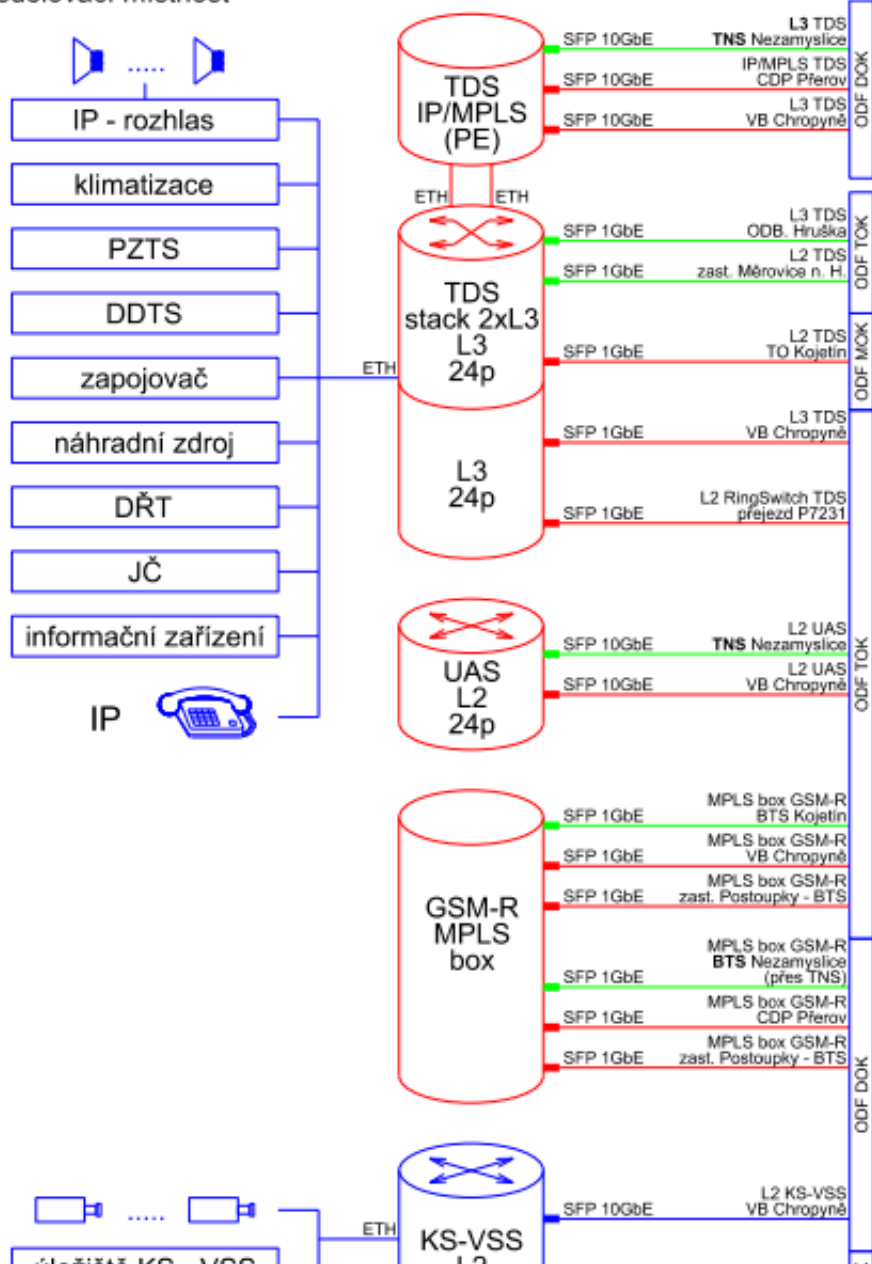 sdělovací místnost
IP - rozhlas
klimatizace
PZTS
DDTS
zapojovač
náhradní zdroj
DŘT
JČ
informační zařízení
IP
ETH
TDS
IP/MPLS
(PE)
SFP 10GbE
L3 TDS
TNS Nezamyslice
SFP 10GbE
IP/MPLS TDS
CDP Přerov
SFP 10GbE
L3 TDS
VB Chropyně
ODF DOK
ETH
ETH
TDS
stack 2xL3
L3
24p
L3
24p
SFP 1GbE
L3 TDS
ODB. Hruška
SFP 1GbE
L2 TDS
zast. Měrovice n. H.
ODF TOK
SFP 1GbE
L2 TDS
TO Kojetín
ODF MOK
SFP 1GbE
L3 TDS
VB Chropyně
SFP 1GbE
L2 RingSwitch TDS
přejezd P7231
UAS
L2
24p
SFP 10GbE
L2 UAS
TNS Nezamyslice
SFP 10GbE
L2 UAS
VB Chropyně
ODF TOK
GSM-R
MPLS
box
SFP 1GbE
MPLS box GSM-R
BTS Kojetín
SFP 1GbE
MPLS box GSM-R
VB Chropyně
SFP 1GbE
MPLS box GSM-R
zast. Postoupky - BTS
SFP 1GbE
MPLS box GSM-R
BTS Nezamyslice
(přes TNS)
SFP 1GbE
MPLS box GSM-R
CDP Přerov
SFP 1GbE
MPLS box GSM-R
zast. Postoupky - BTS
ODF DOK
ETH
KS-VSS
L2
SFP 10GbE
L2 KS-VSS
VB Chropyně
úložiště KS - VSS